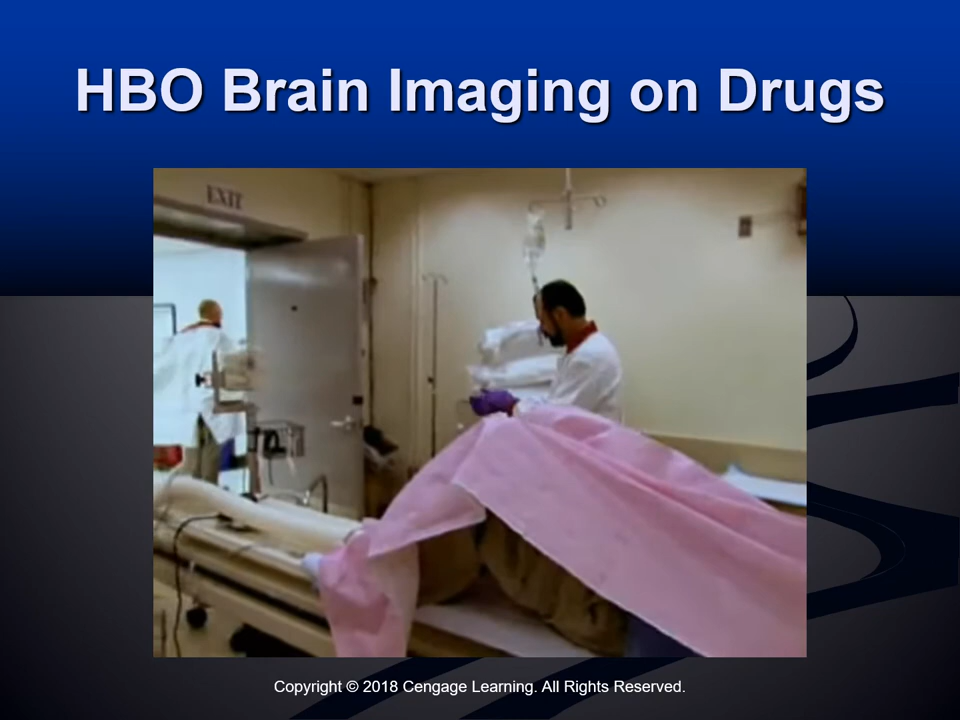 HBO Brain Imaging on Drugs
EXIT
Copyright © 2018 Cengage Learning. All Rights Reserved.